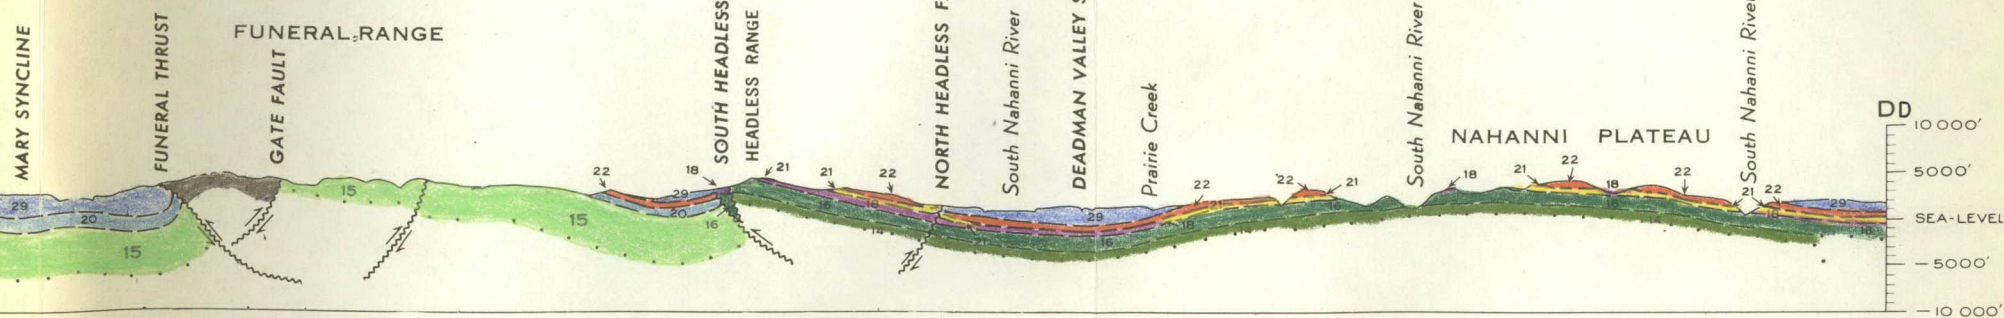 MARY SYNCLINE
FUNERAL THRUST
FUNERAL RANGE
GATE FAULT
SOUTH HEADLESS
HEADLESS RANGE
NORTH HEADLESS
South Nahanni River
DEADMAN VALLEY
Prairie Creek
South Nahanni River
NAHANNI PLATEAU
South Nahanni River
DD
10 000'
5000'
SEA-LEVEL
–5000'
–10 000'
29
20
15
15
15
22
18
29
20
16
21
21
22
16
16
14
21
29
16
18
22
21
22
21
16
18
21
22
18
16
22
21
22
18
29
18